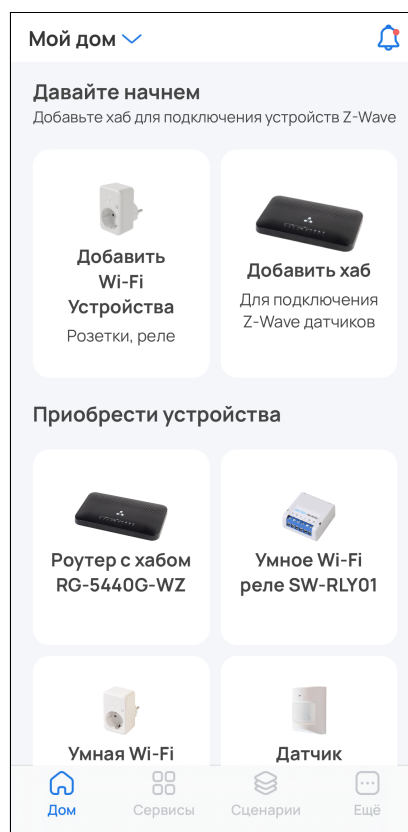 Мой дом
Давайте начнем
Добавьте хаб для подключения устройств Z-Wave
Добавить
Wi-Fi
Устройства
Розетки, реле
Добавить хаб
Для подключения
Z-Wave датчиков
Приобрести устройства
Роутер с хабом
RG-5440G-WZ
Умное Wi-Fi
реле SW-RLY01
Умная Wi-Fi
Датчик
Дом
Сервисы
Сценарии
Ещё